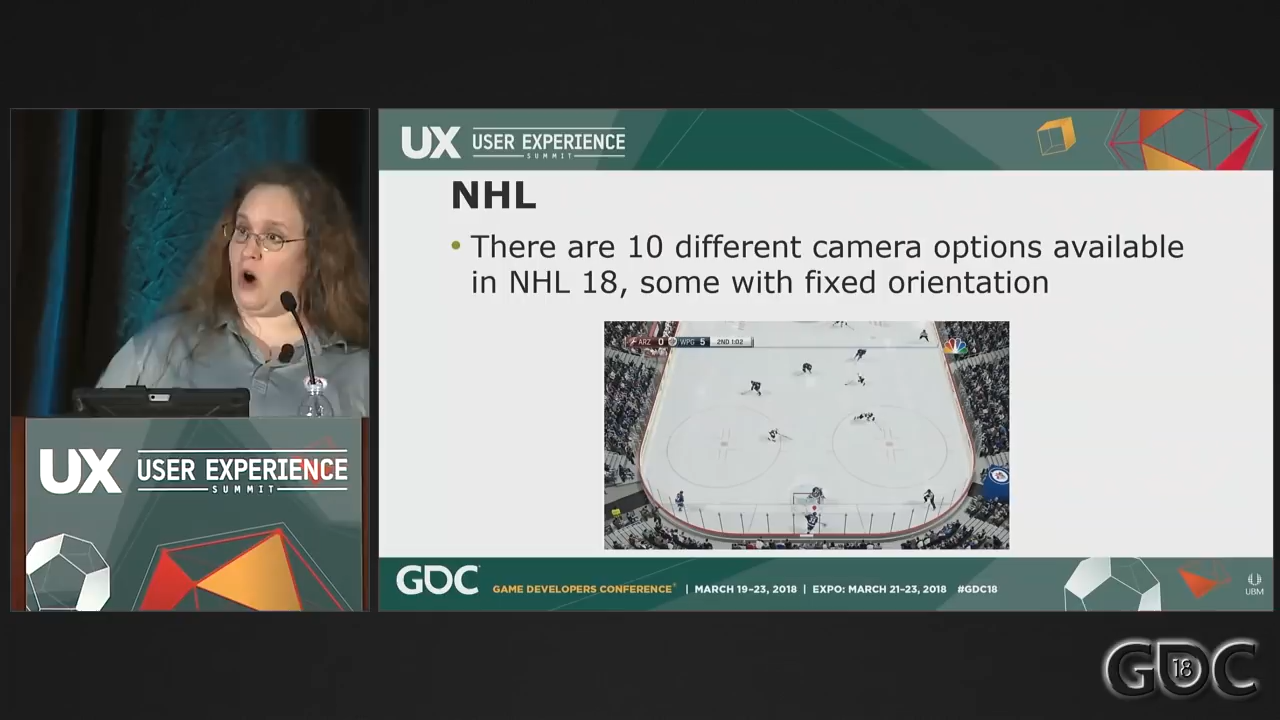 UX USER EXPERIENCE
SUMMIT
NHL
• There are 10 different camera options available
in NHL 18, some with fixed orientation
ARZ 0 WPG 5 2ND 1:02
UX USER EXPERIENCE
SUMMIT
GDC GAME DEVELOPERS CONFERENCE® | MARCH 19–23, 2018 | EXPO: MARCH 21–23, 2018 #GDC18
UBM
GDC 18